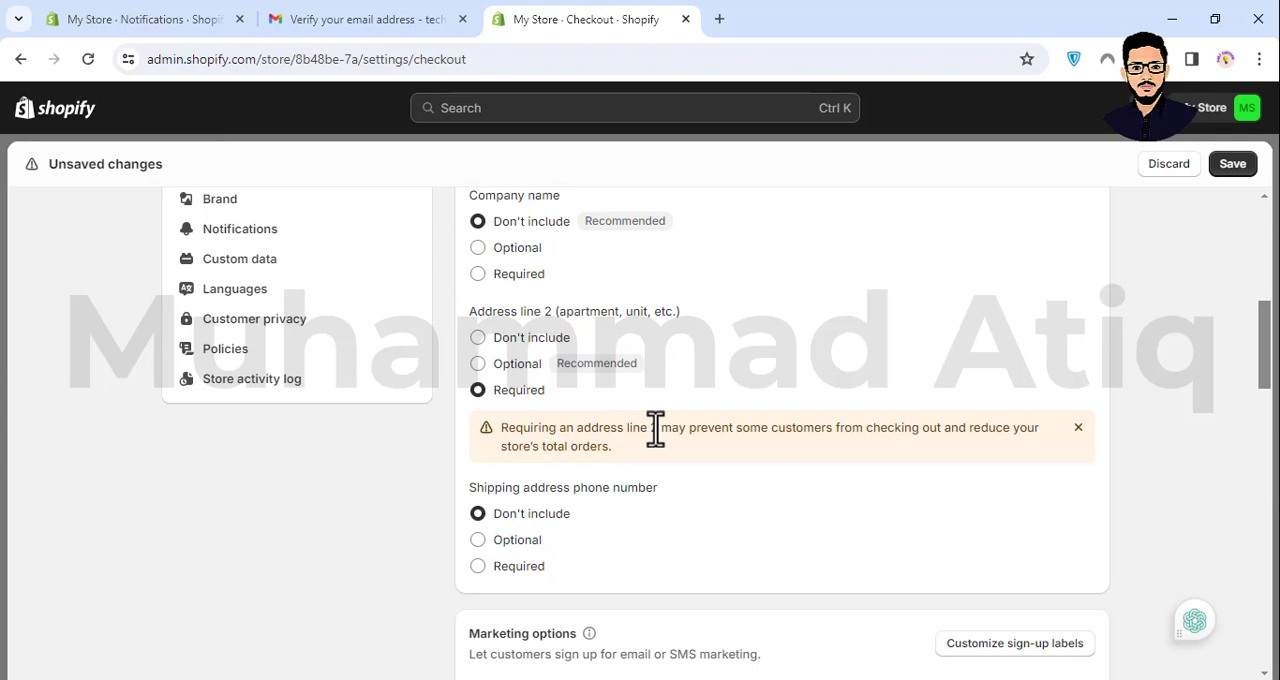 My Store · Notifications · Shopif
Verify your email address - tech
My Store · Checkout · Shopify
admin.shopify.com/store/8b48be-7a/settings/checkout
shopify
Search
Ctrl K
Store
MS
Unsaved changes
Discard
Save
Brand
Notifications
Custom data
Languages
Customer privacy
Policies
Store activity log
Company name
Don't include Recommended
Optional
Required
Address line 2 (apartment, unit, etc.)
Don't include
Optional Recommended
Required
Muhammad Atiq
Requiring an address line 2 may prevent some customers from checking out and reduce your
store's total orders.
Shipping address phone number
Don't include
Optional
Required
Marketing options
Let customers sign up for email or SMS marketing.
Customize sign-up labels